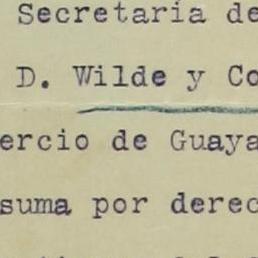 Secretaria de
D. Wilde y Co
ercio de Guaya
suma por derec